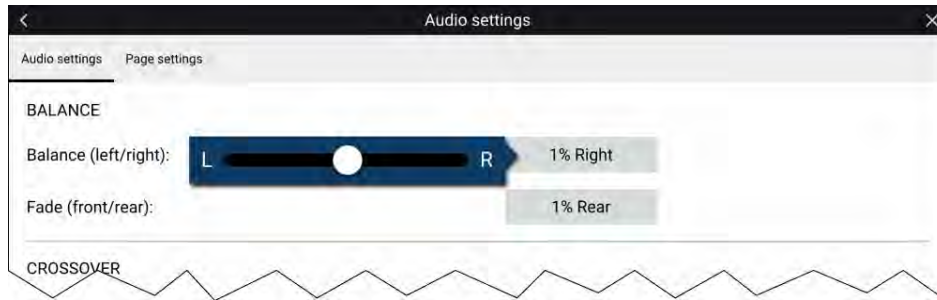 Audio settings
Audio settings Page settings
BALANCE
Balance (left/right): L R 1% Right
Fade (front/rear): 1% Rear
CROSSOVER